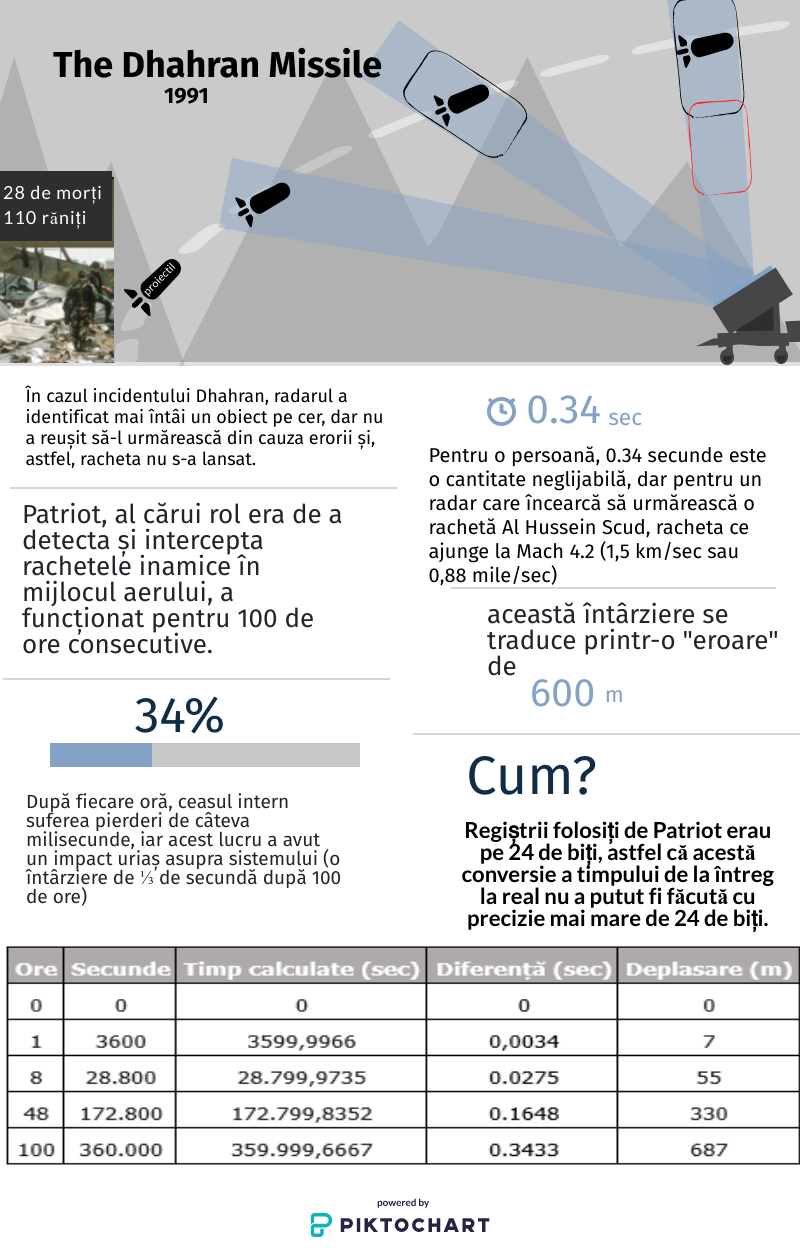 The Dhahran Missile
1991
28 de morți
110 răniți
proiectil
În cazul incidentului Dhahran, radarul a
identificat mai întâi un obiect pe cer, dar nu
a reușit să-l urmărească din cauza erorii și,
astfel, racheta nu s-a lansat.
Patriot, al cărui rol era de a
detecta și intercepta
rachetele inamice în
mijlocul aerului, a
funcționat pentru 100 de
ore consecutive.
34%
După fiecare oră, ceasul intern
suferea pierderi de câteva
milisecunde, iar acest lucru a avut
un impact uriaș asupra sistemului (o
întârziere de ⅓ de secundă după 100
de ore)
0.34 sec
Pentru o persoană, 0.34 secunde este
o cantitate neglijabilă, dar pentru un
radar care încearcă să urmărească o
rachetă Al Hussein Scud, racheta ce
ajunge la Mach 4.2 (1,5 km/sec sau
0,88 mile/sec)
această întârziere se
traduce printr-o "eroare"
de
600 m
Cum?
Regiștrii folosiți de Patriot erau
pe 24 de biți, astfel că acestă
conversie a timpului de la întreg
la real nu a putut fi făcută cu
precizie mai mare de 24 de biți.
Ore Secunde Timp calculate (sec) Diferență (sec) Deplasare (m)
0 0 0 0 0
1 3600 3599,9966 0,0034 7
8 28.800 28.799,9735 0.0275 55
48 172.800 172.799,8352 0.1648 330
100 360.000 359.999,6667 0.3433 687
powered by
PIKTOCHART